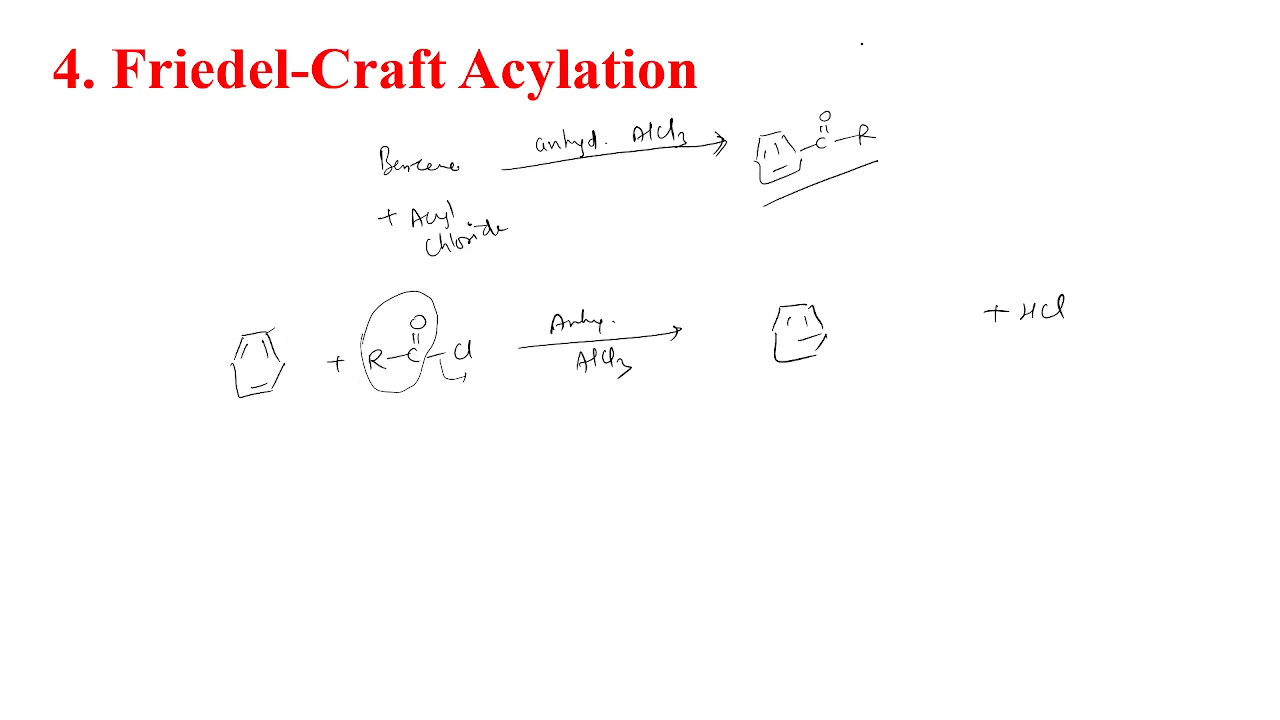 4. Friedel-Craft Acylation
Benzene anhyd. AlCl3
O
C R
+ Acyl
chloride
+ R C Cl
O
Anhy.
AlCl3
+ HCl